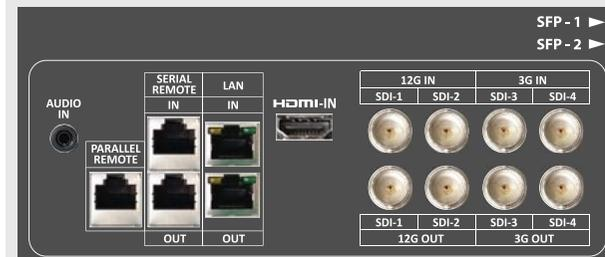 SFP-1 ►
SFP-2 ►
AUDIO
IN
PARALLEL
REMOTE
SERIAL
REMOTE
IN
OUT
LAN
IN
OUT
HDMI-IN
12G IN
3G IN
SDI-1 SDI-2 SDI-3 SDI-4
SDI-1 SDI-2 SDI-3 SDI-4
12G OUT
3G OUT